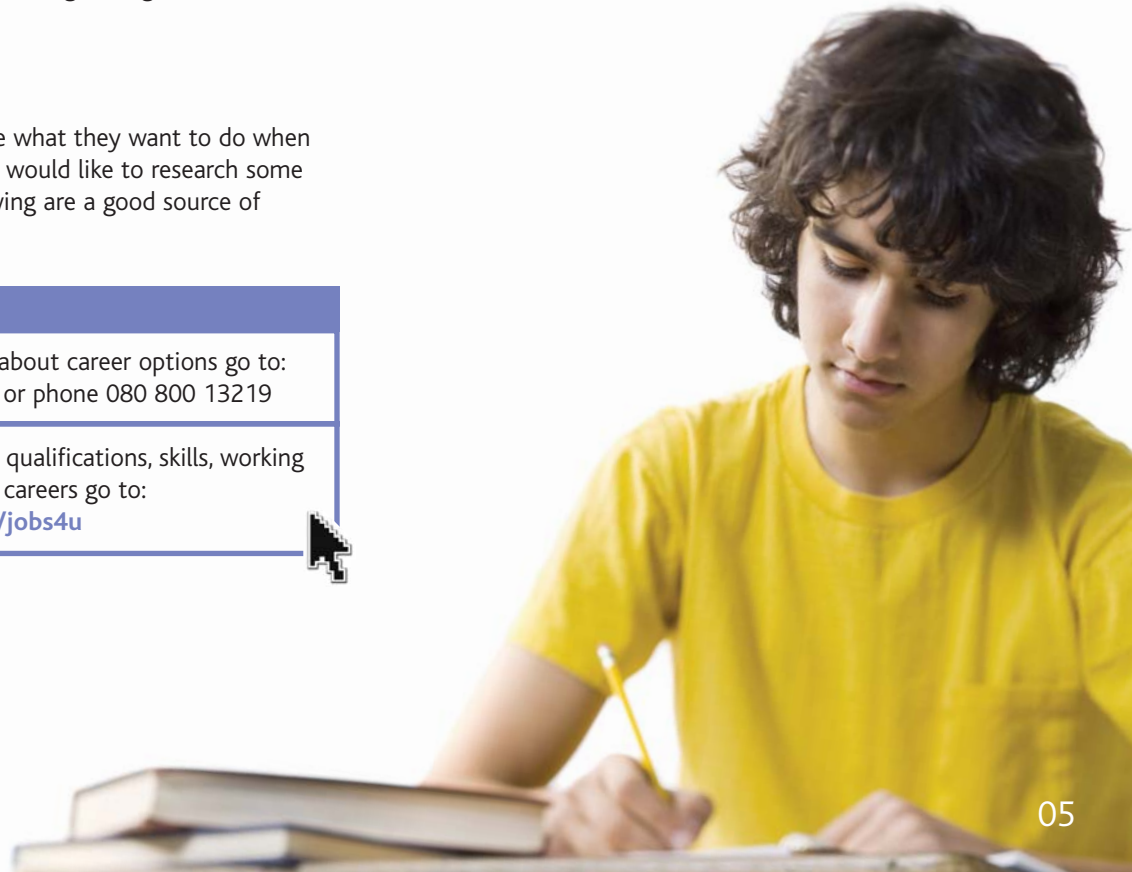 e what they want to do when
would like to research some
ving are a good source of
about career options go to:
or phone 080 800 13219
qualifications, skills, working
careers go to:
/jobs4u
05